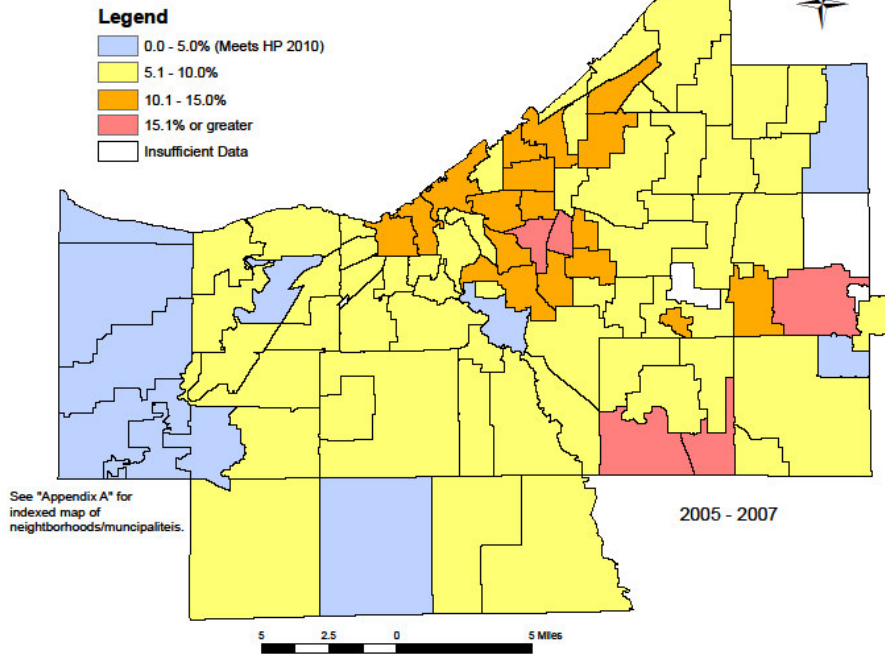 Legend
0.0 - 5.0% (Meets HP 2010)
5.1 - 10.0%
10.1 - 15.0%
15.1% or greater
Insufficient Data
See "Appendix A" for
indexed map of
neightborhoods/muncipaliteis.
2005 - 2007
5 2.5 0 5 Miles